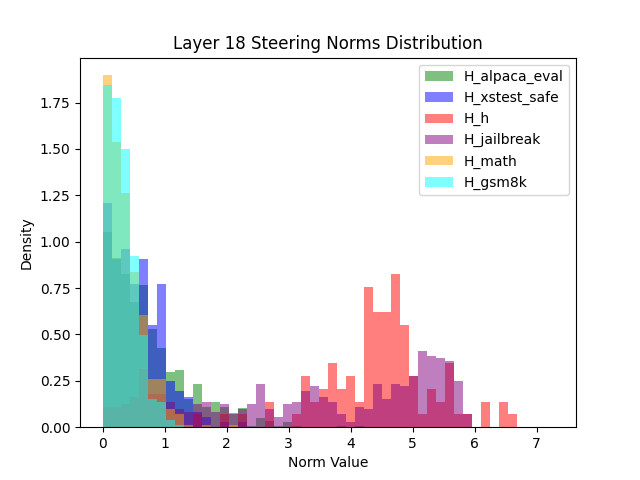 Layer 18 Steering Norms Distribution
H_alpaca_eval
H_xstest_safe
H_h
H_jailbreak
H_math
H_gsm8k
Density
1.75
1.50
1.25
1.00
0.75
0.50
0.25
0.00
0 1 2 3 4 5 6 7
Norm Value